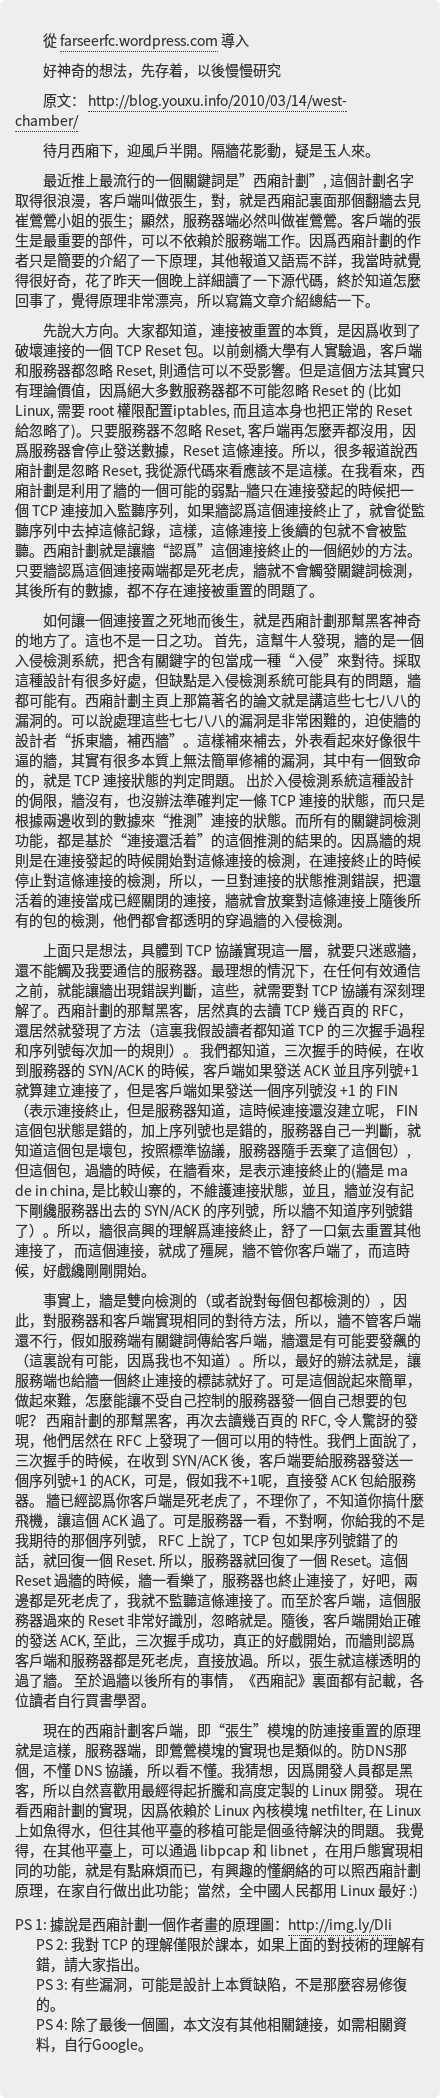 從 farseerfc.wordpress.com 導入
好神奇的想法，先存着，以後慢慢研究
原文： http://blog.youxu.info/2010/03/14/west-
chamber/
待月西廂下，迎風戶半開。隔牆花影動，疑是玉人來。
最近推上最流行的一個關鍵詞是”西廂計劃”, 這個計劃名字
取得很浪漫，客戶端叫做張生，對，就是西廂記裏面那個翻牆去見
崔鶯鶯小姐的張生；顯然，服務器端必然叫做崔鶯鶯。客戶端的張
生是最重要的部件，可以不依賴於服務端工作。因爲西廂計劃的作
者只是簡要的介紹了一下原理，其他報道又語焉不詳，我當時就覺
得很好奇，花了昨天一個晚上詳細讀了一下源代碼，終於知道怎麼
回事了，覺得原理非常漂亮，所以寫篇文章介紹總結一下。
先說大方向。大家都知道，連接被重置的本質，是因爲收到了
破壞連接的一個 TCP Reset 包。以前劍橋大學有人實驗過，客戶端
和服務器都忽略 Reset, 則通信可以不受影響。但是這個方法其實只
有理論價值，因爲絕大多數服務器都不可能忽略 Reset 的 (比如
Linux, 需要 root 權限配置iptables, 而且這本身也把正常的 Reset
給忽略了)。只要服務器不忽略 Reset, 客戶端再怎麼弄都沒用，因
爲服務器會停止發送數據，Reset 這條連接。所以，很多報道說西
廂計劃是忽略 Reset, 我從源代碼來看應該不是這樣。在我看來，西
廂計劃是利用了牆的一個可能的弱點–牆只在連接發起的時候把一
個 TCP 連接加入監聽序列，如果牆認爲這個連接終止了，就會從監
聽序列中去掉這條記錄，這樣，這條連接上後續的包就不會被監
聽。西廂計劃就是讓牆“認爲”這個連接終止的一個絕妙的方法。
只要牆認爲這個連接兩端都是死老虎，牆就不會觸發關鍵詞檢測，
其後所有的數據，都不存在連接被重置的問題了。
如何讓一個連接置之死地而後生，就是西廂計劃那幫黑客神奇
的地方了。這也不是一日之功。 首先，這幫牛人發現，牆的是一個
入侵檢測系統，把含有關鍵字的包當成一種“入侵”來對待。採取
這種設計有很多好處，但缺點是入侵檢測系統可能具有的問題，牆
都可能有。西廂計劃主頁上那篇著名的論文就是講這些七七八八的
漏洞的。可以說處理這些七七八八的漏洞是非常困難的，迫使牆的
設計者“拆東牆，補西牆”。這樣補來補去，外表看起來好像很牛
逼的牆，其實有很多本質上無法簡單修補的漏洞，其中有一個致命
的，就是 TCP 連接狀態的判定問題。 出於入侵檢測系統這種設計
的侷限，牆沒有，也沒辦法準確判定一條 TCP 連接的狀態，而只是
根據兩邊收到的數據來“推測”連接的狀態。而所有的關鍵詞檢測
功能，都是基於“連接還活着”的這個推測的結果的。因爲牆的規
則是在連接發起的時候開始對這條連接的檢測，在連接終止的時候
停止對這條連接的檢測，所以，一旦對連接的狀態推測錯誤，把還
活着的連接當成已經關閉的連接，牆就會放棄對這條連接上隨後所
有的包的檢測，他們都會都透明的穿過牆的入侵檢測。
上面只是想法，具體到 TCP 協議實現這一層，就要只迷惑牆，
還不能觸及我要通信的服務器。最理想的情況下，在任何有效通信
之前，就能讓牆出現錯誤判斷，這些，就需要對 TCP 協議有深刻理
解了。西廂計劃的那幫黑客，居然真的去讀 TCP 幾百頁的 RFC，
還居然就發現了方法（這裏我假設讀者都知道 TCP 的三次握手過程
和序列號每次加一的規則）。 我們都知道，三次握手的時候，在收
到服務器的 SYN/ACK 的時候，客戶端如果發送 ACK 並且序列號+1
就算建立連接了，但是客戶端如果發送一個序列號沒 +1 的 FIN
（表示連接終止，但是服務器知道，這時候連接還沒建立呢， FIN
這個包狀態是錯的，加上序列號也是錯的，服務器自己一判斷，就
知道這個包是壞包，按照標準協議，服務器隨手丟棄了這個包）,
但這個包，過牆的時候，在牆看來，是表示連接終止的(牆是 ma
de in china, 是比較山寨的，不維護連接狀態，並且，牆並沒有記
下剛纔服務器出去的 SYN/ACK 的序列號，所以牆不知道序列號錯
了）。所以，牆很高興的理解爲連接終止，舒了一口氣去重置其他
連接了， 而這個連接，就成了殭屍，牆不管你客戶端了，而這時
候，好戲纔剛剛開始。
事實上，牆是雙向檢測的（或者說對每個包都檢測的），因
此，對服務器和客戶端實現相同的對待方法，所以，牆不管客戶端
還不行，假如服務端有關鍵詞傳給客戶端，牆還是有可能要發飆的
（這裏說有可能，因爲我也不知道）。所以，最好的辦法就是，讓
服務端也給牆一個終止連接的標誌就好了。可是這個說起來簡單，
做起來難，怎麼能讓不受自己控制的服務器發一個自己想要的包
呢？ 西廂計劃的那幫黑客，再次去讀幾百頁的 RFC, 令人驚訝的發
現，他們居然在 RFC 上發現了一個可以用的特性。我們上面說了，
三次握手的時候，在收到 SYN/ACK 後，客戶端要給服務器發送一
個序列號+1 的ACK，可是，假如我不+1呢，直接發 ACK 包給服務
器。 牆已經認爲你客戶端是死老虎了，不理你了，不知道你搞什麼
飛機，讓這個 ACK 過了。可是服務器一看，不對啊，你給我的不是
我期待的那個序列號， RFC 上說了，TCP 包如果序列號錯了的
話，就回復一個 Reset. 所以，服務器就回復了一個 Reset。這個
Reset 過牆的時候，牆一看樂了，服務器也終止連接了，好吧，兩
邊都是死老虎了，我就不監聽這條連接了。而至於客戶端，這個服
務器過來的 Reset 非常好識別，忽略就是。隨後，客戶端開始正確
的發送 ACK, 至此，三次握手成功，真正的好戲開始，而牆則認爲
客戶端和服務器都是死老虎，直接放過。所以，張生就這樣透明的
過了牆。 至於過牆以後所有的事情，《西廂記》裏面都有記載，各
位讀者自行買書學習。
現在的西廂計劃客戶端，即“張生”模塊的防連接重置的原理
就是這樣，服務器端，即鶯鶯模塊的實現也是類似的。防DNS那
個，不懂 DNS 協議，所以看不懂。我猜想，因爲開發人員都是黑
客，所以自然喜歡用最經得起折騰和高度定製的 Linux 開發。 現在
看西廂計劃的實現，因爲依賴於 Linux 內核模塊 netfilter, 在 Linux
上如魚得水，但往其他平臺的移植可能是個亟待解決的問題。 我覺
得，在其他平臺上，可以通過 libpcap 和 libnet ，在用戶態實現相
同的功能，就是有點麻煩而已，有興趣的懂網絡的可以照西廂計劃
原理，在家自行做出此功能；當然，全中國人民都用 Linux 最好 :)
PS 1: 據說是西廂計劃一個作者畫的原理圖：http://img.ly/DIi
PS 2: 我對 TCP 的理解僅限於課本，如果上面的對技術的理解有
錯，請大家指出。
PS 3: 有些漏洞，可能是設計上本質缺陷，不是那麼容易修復
的。
PS 4: 除了最後一個圖，本文沒有其他相關鏈接，如需相關資
料，自行Google。